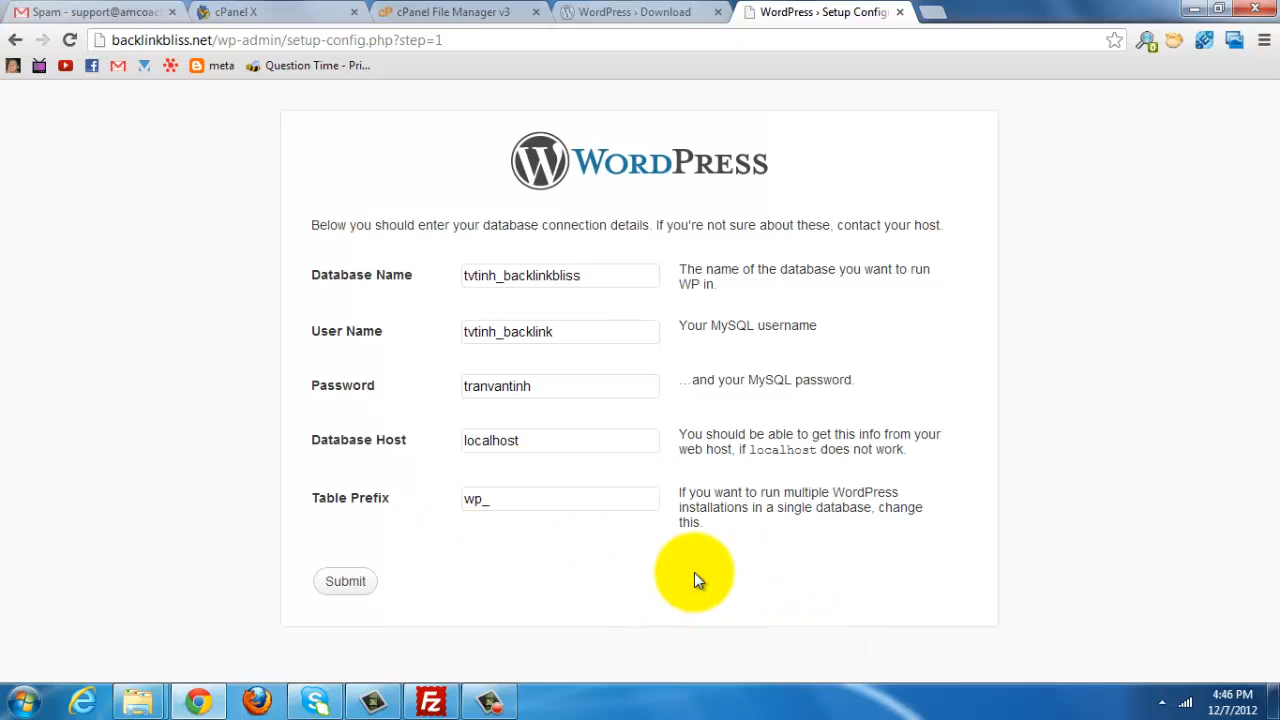 Spam - support@amcoac
cPanel X
cPanel File Manager v3
WordPress › Download
WordPress › Setup Config
backlinkbliss.net/wp-admin/setup-config.php?step=1
meta
Question Time - Pri...
WORDPRESS
Below you should enter your database connection details. If you're not sure about these, contact your host.
Database Name
tvtinh_backlinkbliss
The name of the database you want to run
WP in.
User Name
tvtinh_backlink
Your MySQL username
Password
tranvantinh
...and your MySQL password.
Database Host
localhost
You should be able to get this info from your
web host, if localhost does not work.
Table Prefix
wp_
If you want to run multiple WordPress
installations in a single database, change
this.
Submit
4:46 PM
12/7/2012